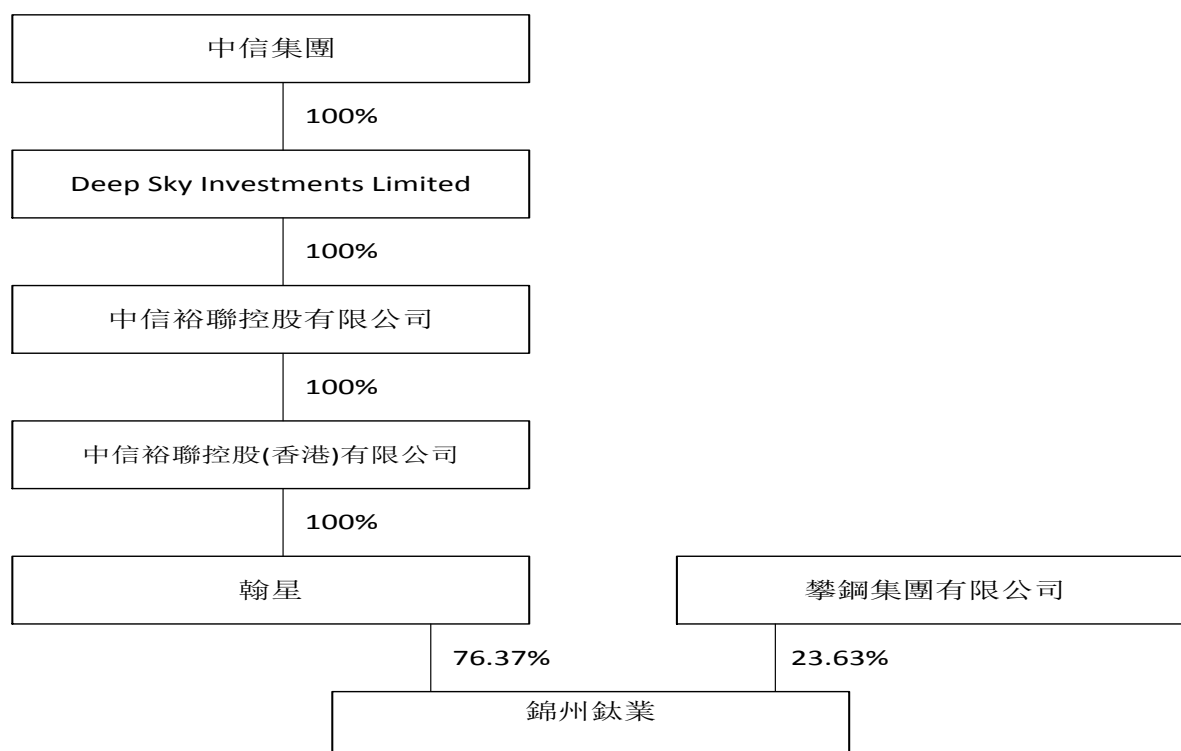 中信集團
100%
Deep Sky Investments Limited
100%
中信裕聯控股有限公司
100%
中信裕聯控股(香港)有限公司
100%
翰星
攀鋼集團有限公司
76.37%
23.63%
錦州鈦業